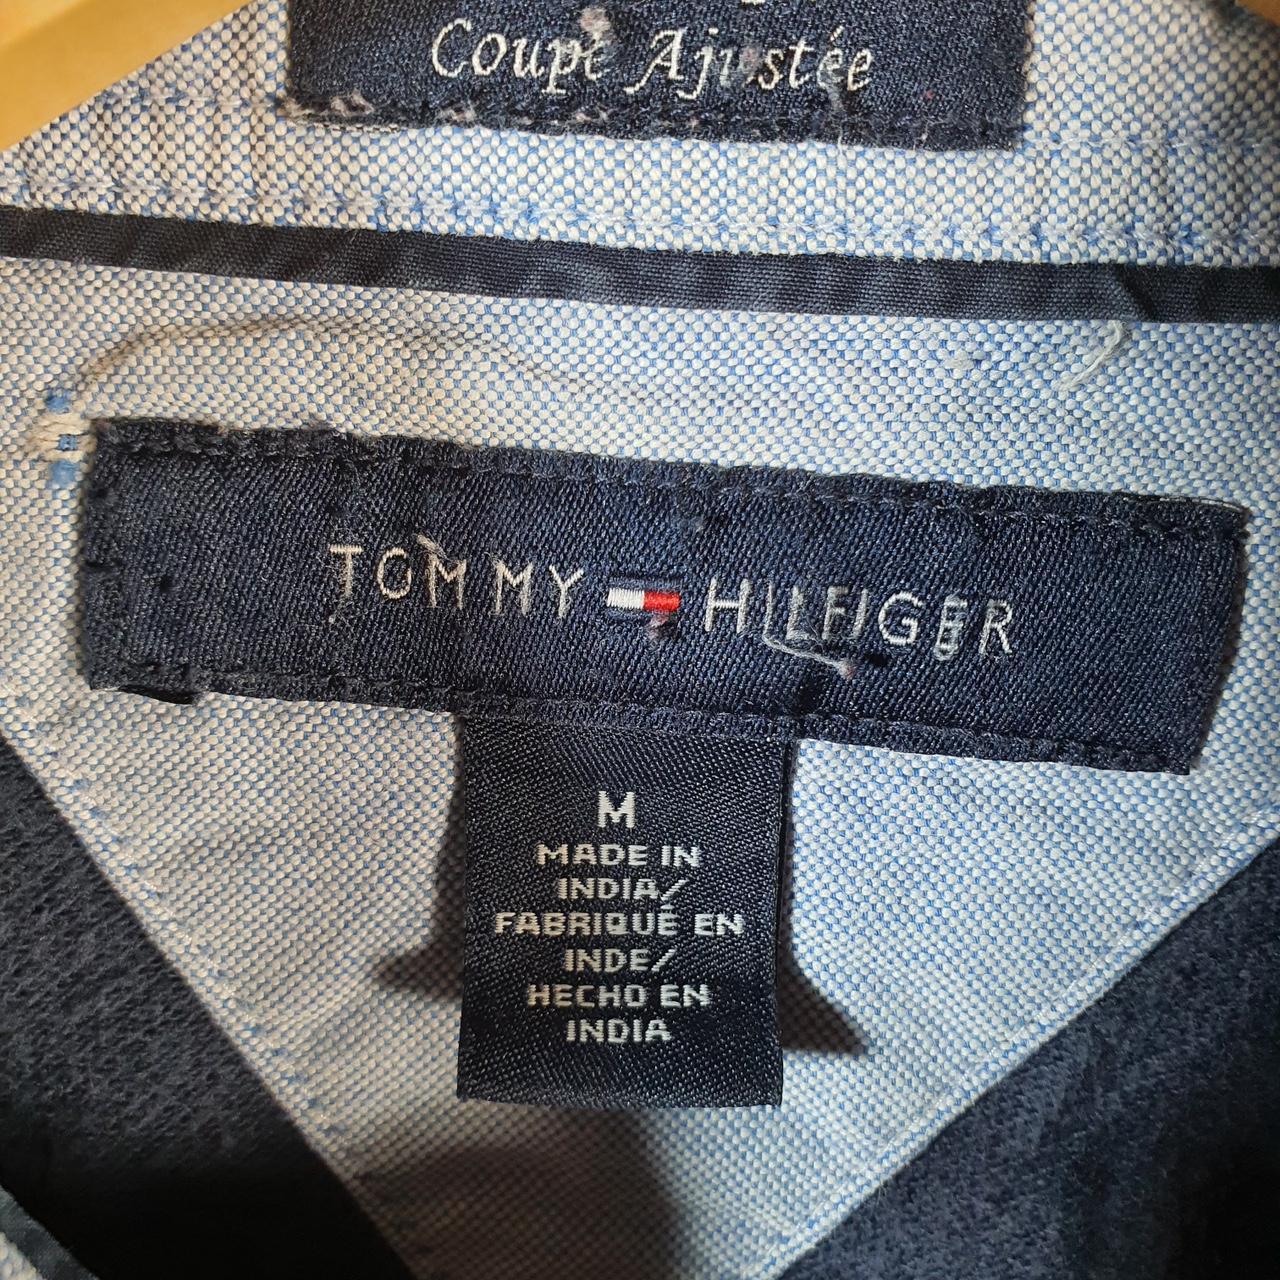 Coupe Ajustée
TOMMY HILFIGER
M
MADE IN
INDIA/
FABRIQUÉ EN
INDE/
HECHO EN
INDIA